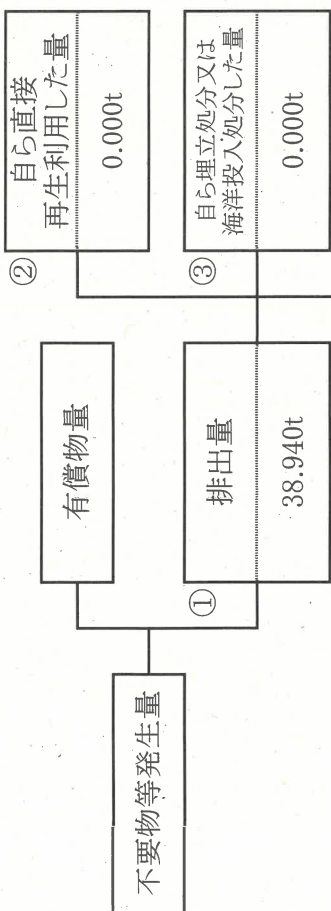 不要物等発生量
有償物量
①
排出量
38.940t
②
自ら直接
再生利用した量
0.000t
③
自ら埋立処分又は
海洋投入処分した量
0.000t